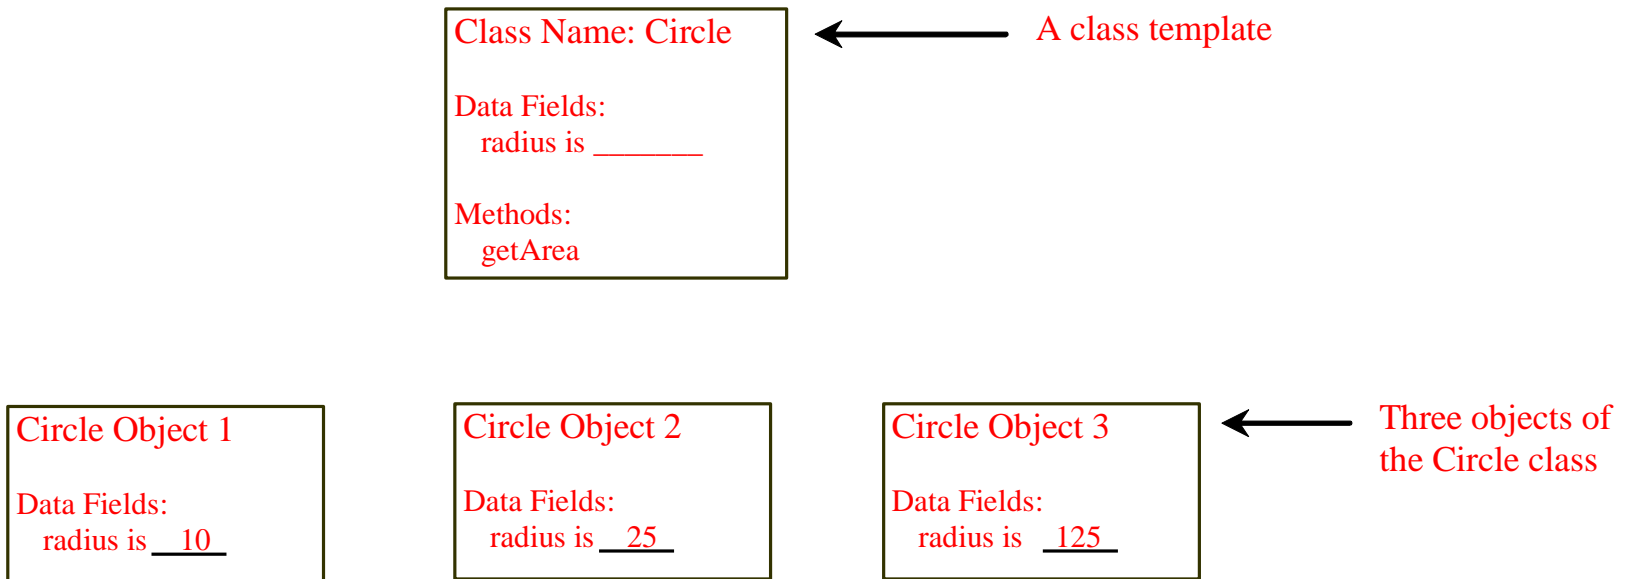 Class Name: Circle
A class template
Data Fields:
radius is _______
Methods:
getArea
Circle Object 1
Data Fields:
radius is 10
Circle Object 2
Data Fields:
radius is 25
Circle Object 3
Data Fields:
radius is 125
Three objects of
the Circle class